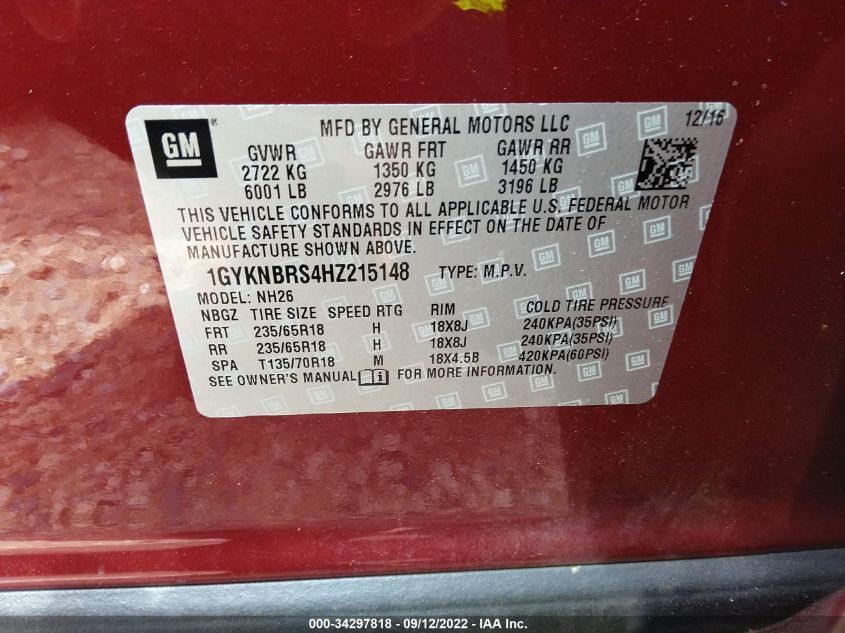 GM
MFD BY GENERAL MOTORS LLC 12/16
GVWR GAWR FRT GAWR RR
2722 KG 1350 KG 1450 KG
6001 LB 2976 LB 3196 LB
THIS VEHICLE CONFORMS TO ALL APPLICABLE U.S. FEDERAL MOTOR
VEHICLE SAFETY STANDARDS IN EFFECT ON THE DATE OF
MANUFACTURE SHOWN ABOVE.
1GYKNBRS4HZ215148 TYPE: M.P.V.
MODEL: NH26
NBGZ TIRE SIZE SPEED RTG RIM COLD TIRE PRESSURE
FRT 235/65R18 H 18X8J 240KPA(35PSI)
RR 235/65R18 H 18X8J 240KPA(35PSI)
SPA T135/70R18 M 18X4.5B 420KPA(60PSI)
SEE OWNER'S MANUAL FOR MORE INFORMATION.
000-34297818 - 09/12/2022 - IAA Inc.